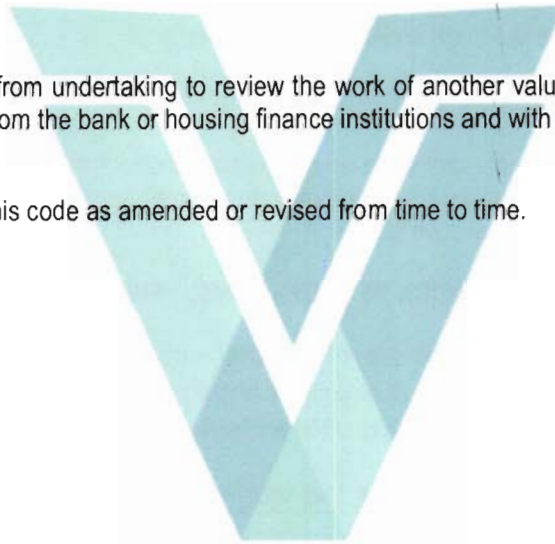 from undertaking to review the work of another valu
om the bank or housing finance institutions and with
his code as amended or revised from time to time.